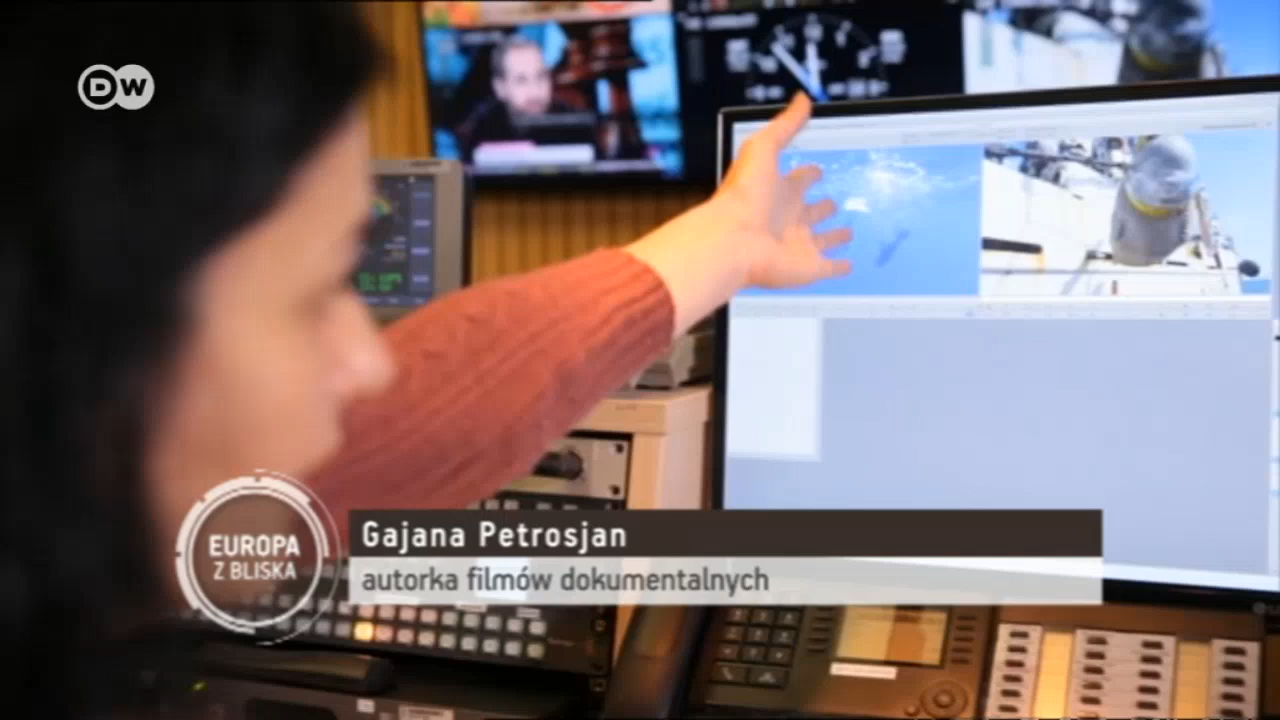 DW
Gajana Petrosjan
EUROPA
Z BLISKA
autorka filmów dokumentalnych